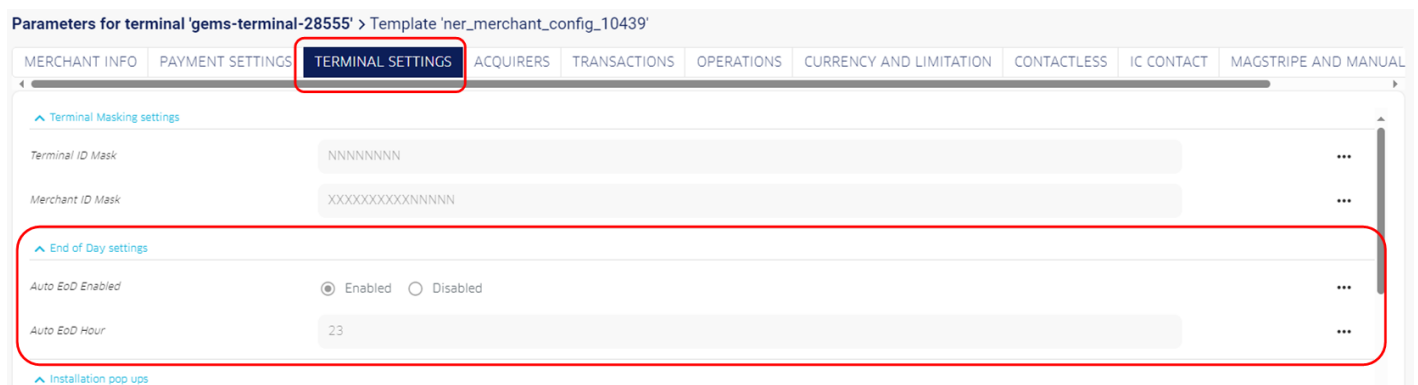 Parameters for terminal 'gems-terminal-28555' > Template 'ner_merchant_config_10439'
MERCHANT INFO PAYMENT SETTINGS TERMINAL SETTINGS ACQUIRERS TRANSACTIONS OPERATIONS CURRENCY AND LIMITATION CONTACTLESS IC CONTACT MAGSTRIPE AND MANUAL
Terminal Masking settings
Terminal ID Mask NNNNNNNN
Merchant ID Mask XXXXXXXXXXNNNNN
End of Day settings
Auto EoD Enabled Enabled Disabled
Auto EoD Hour 23
Installation pop ups